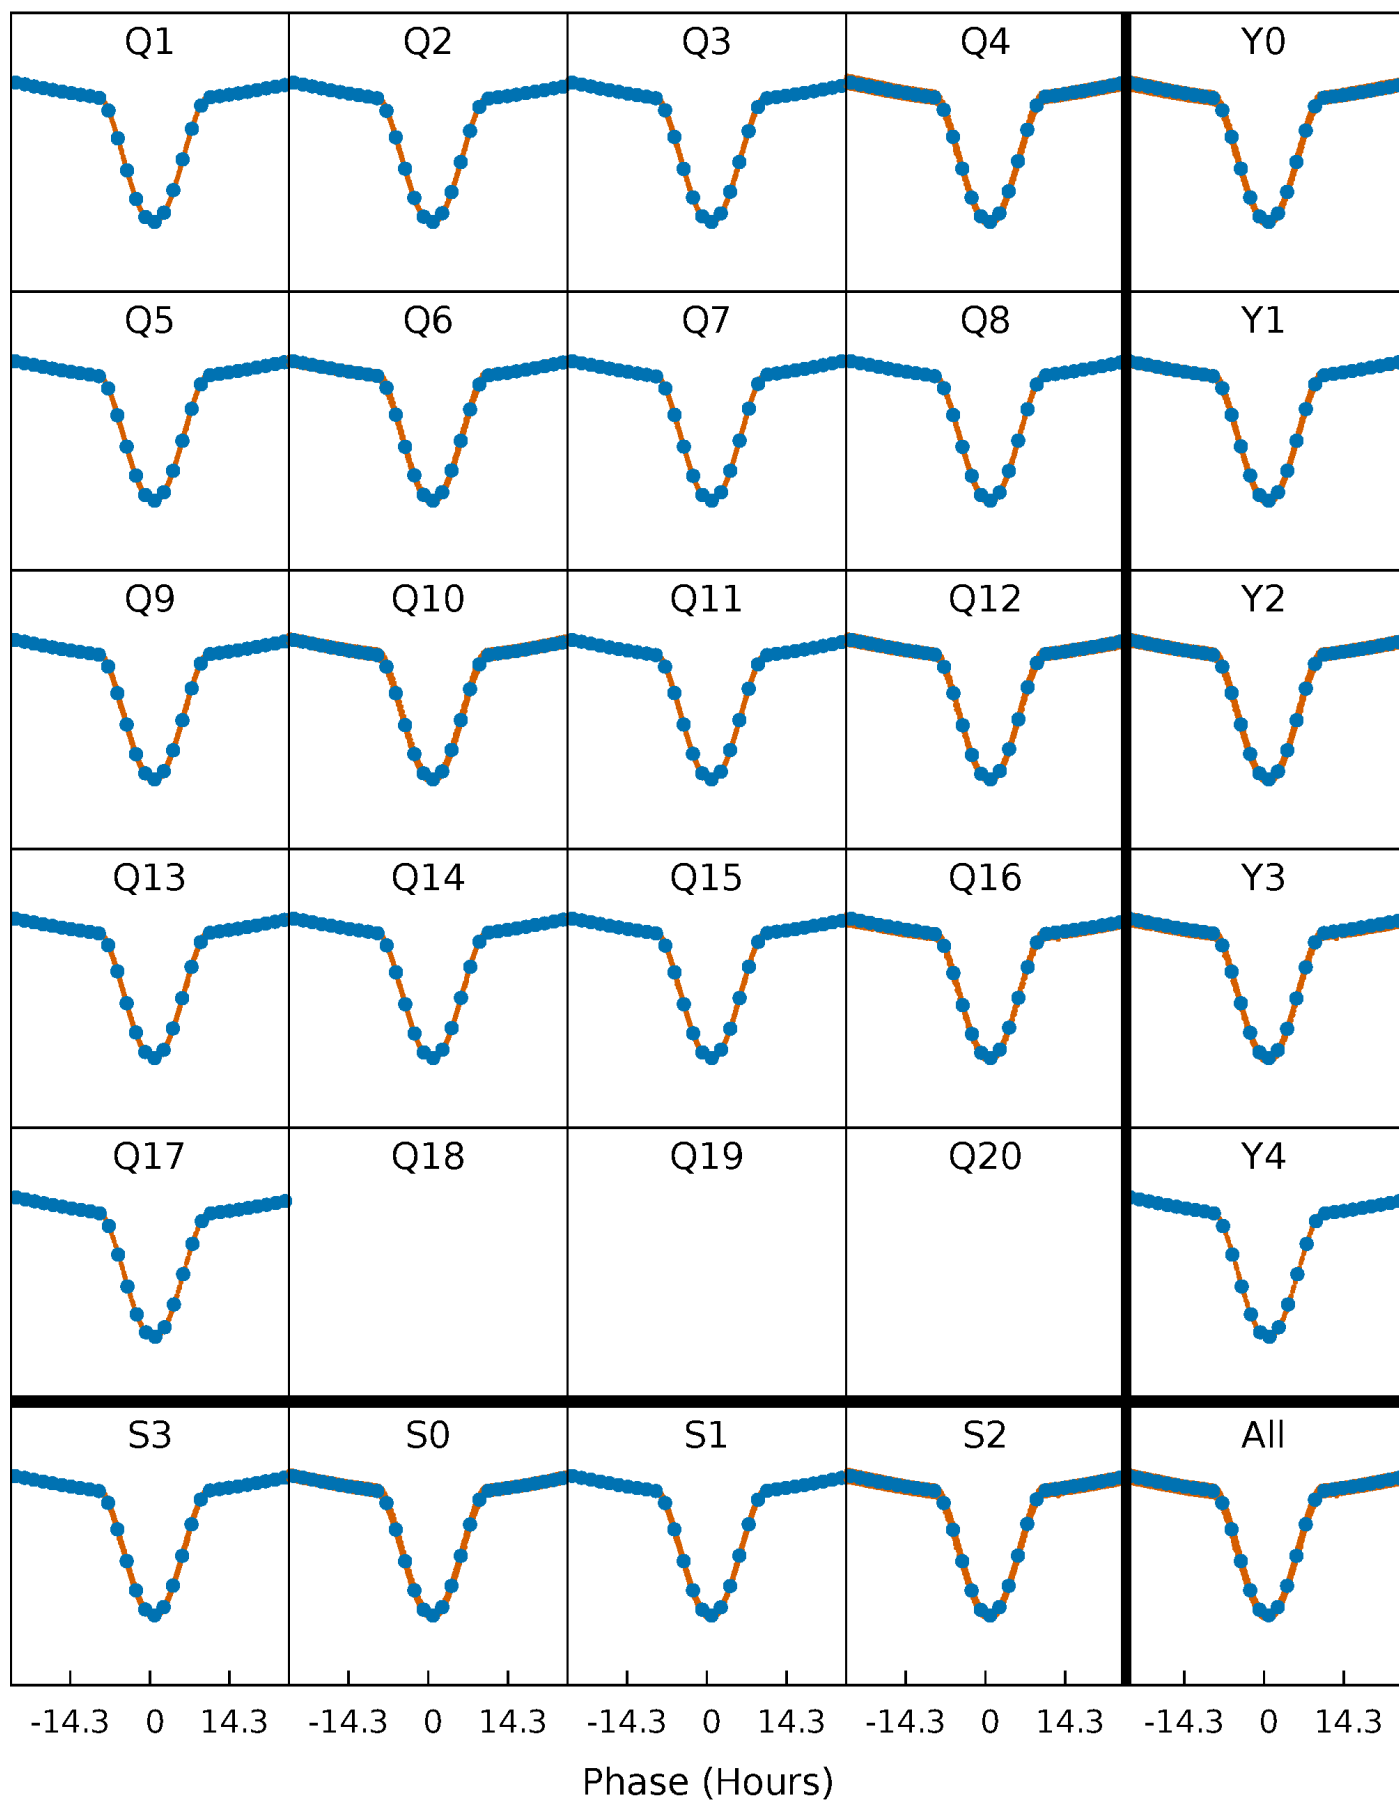 Q1 Q2 Q3 Q4 Y0
Q5 Q6 Q7 Q8 Y1
Q9 Q10 Q11 Q12 Y2
Q13 Q14 Q15 Q16 Y3
Q17 Q18 Q19 Q20 Y4
S3 S0 S1 S2 All
-14.3 0 14.3 -14.3 0 14.3 -14.3 0 14.3 -14.3 0 14.3 -14.3 0 14.3
Phase (Hours)